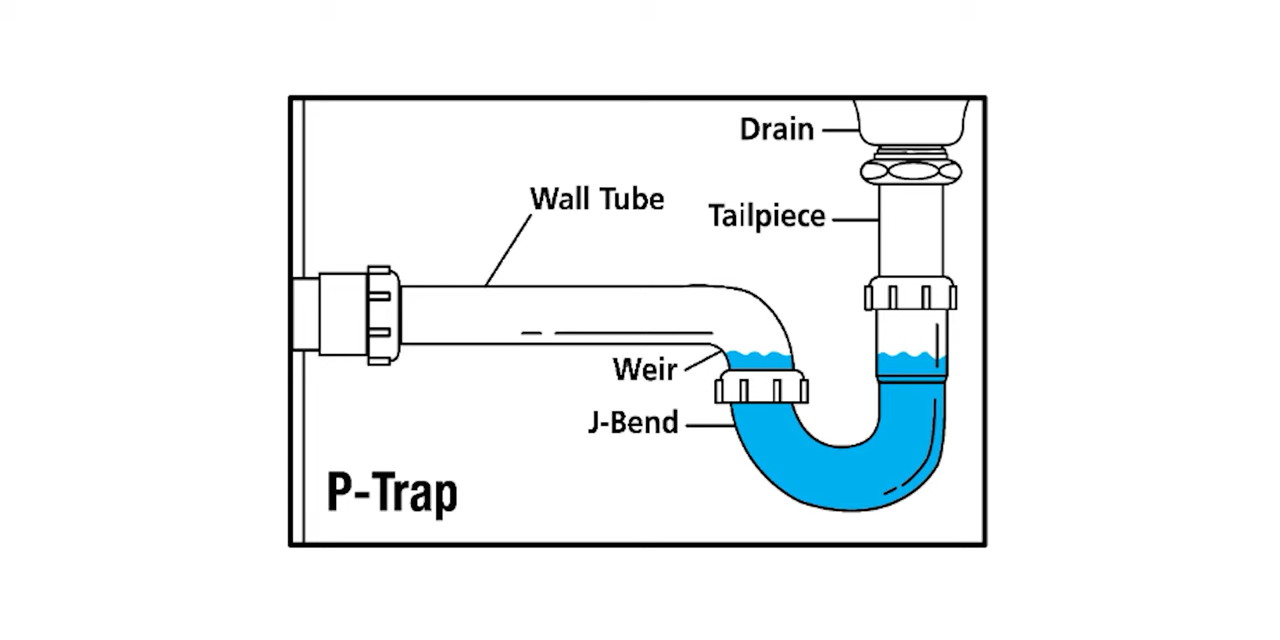 Drain
Wall Tube
Tailpiece
Weir
J-Bend
P-Trap